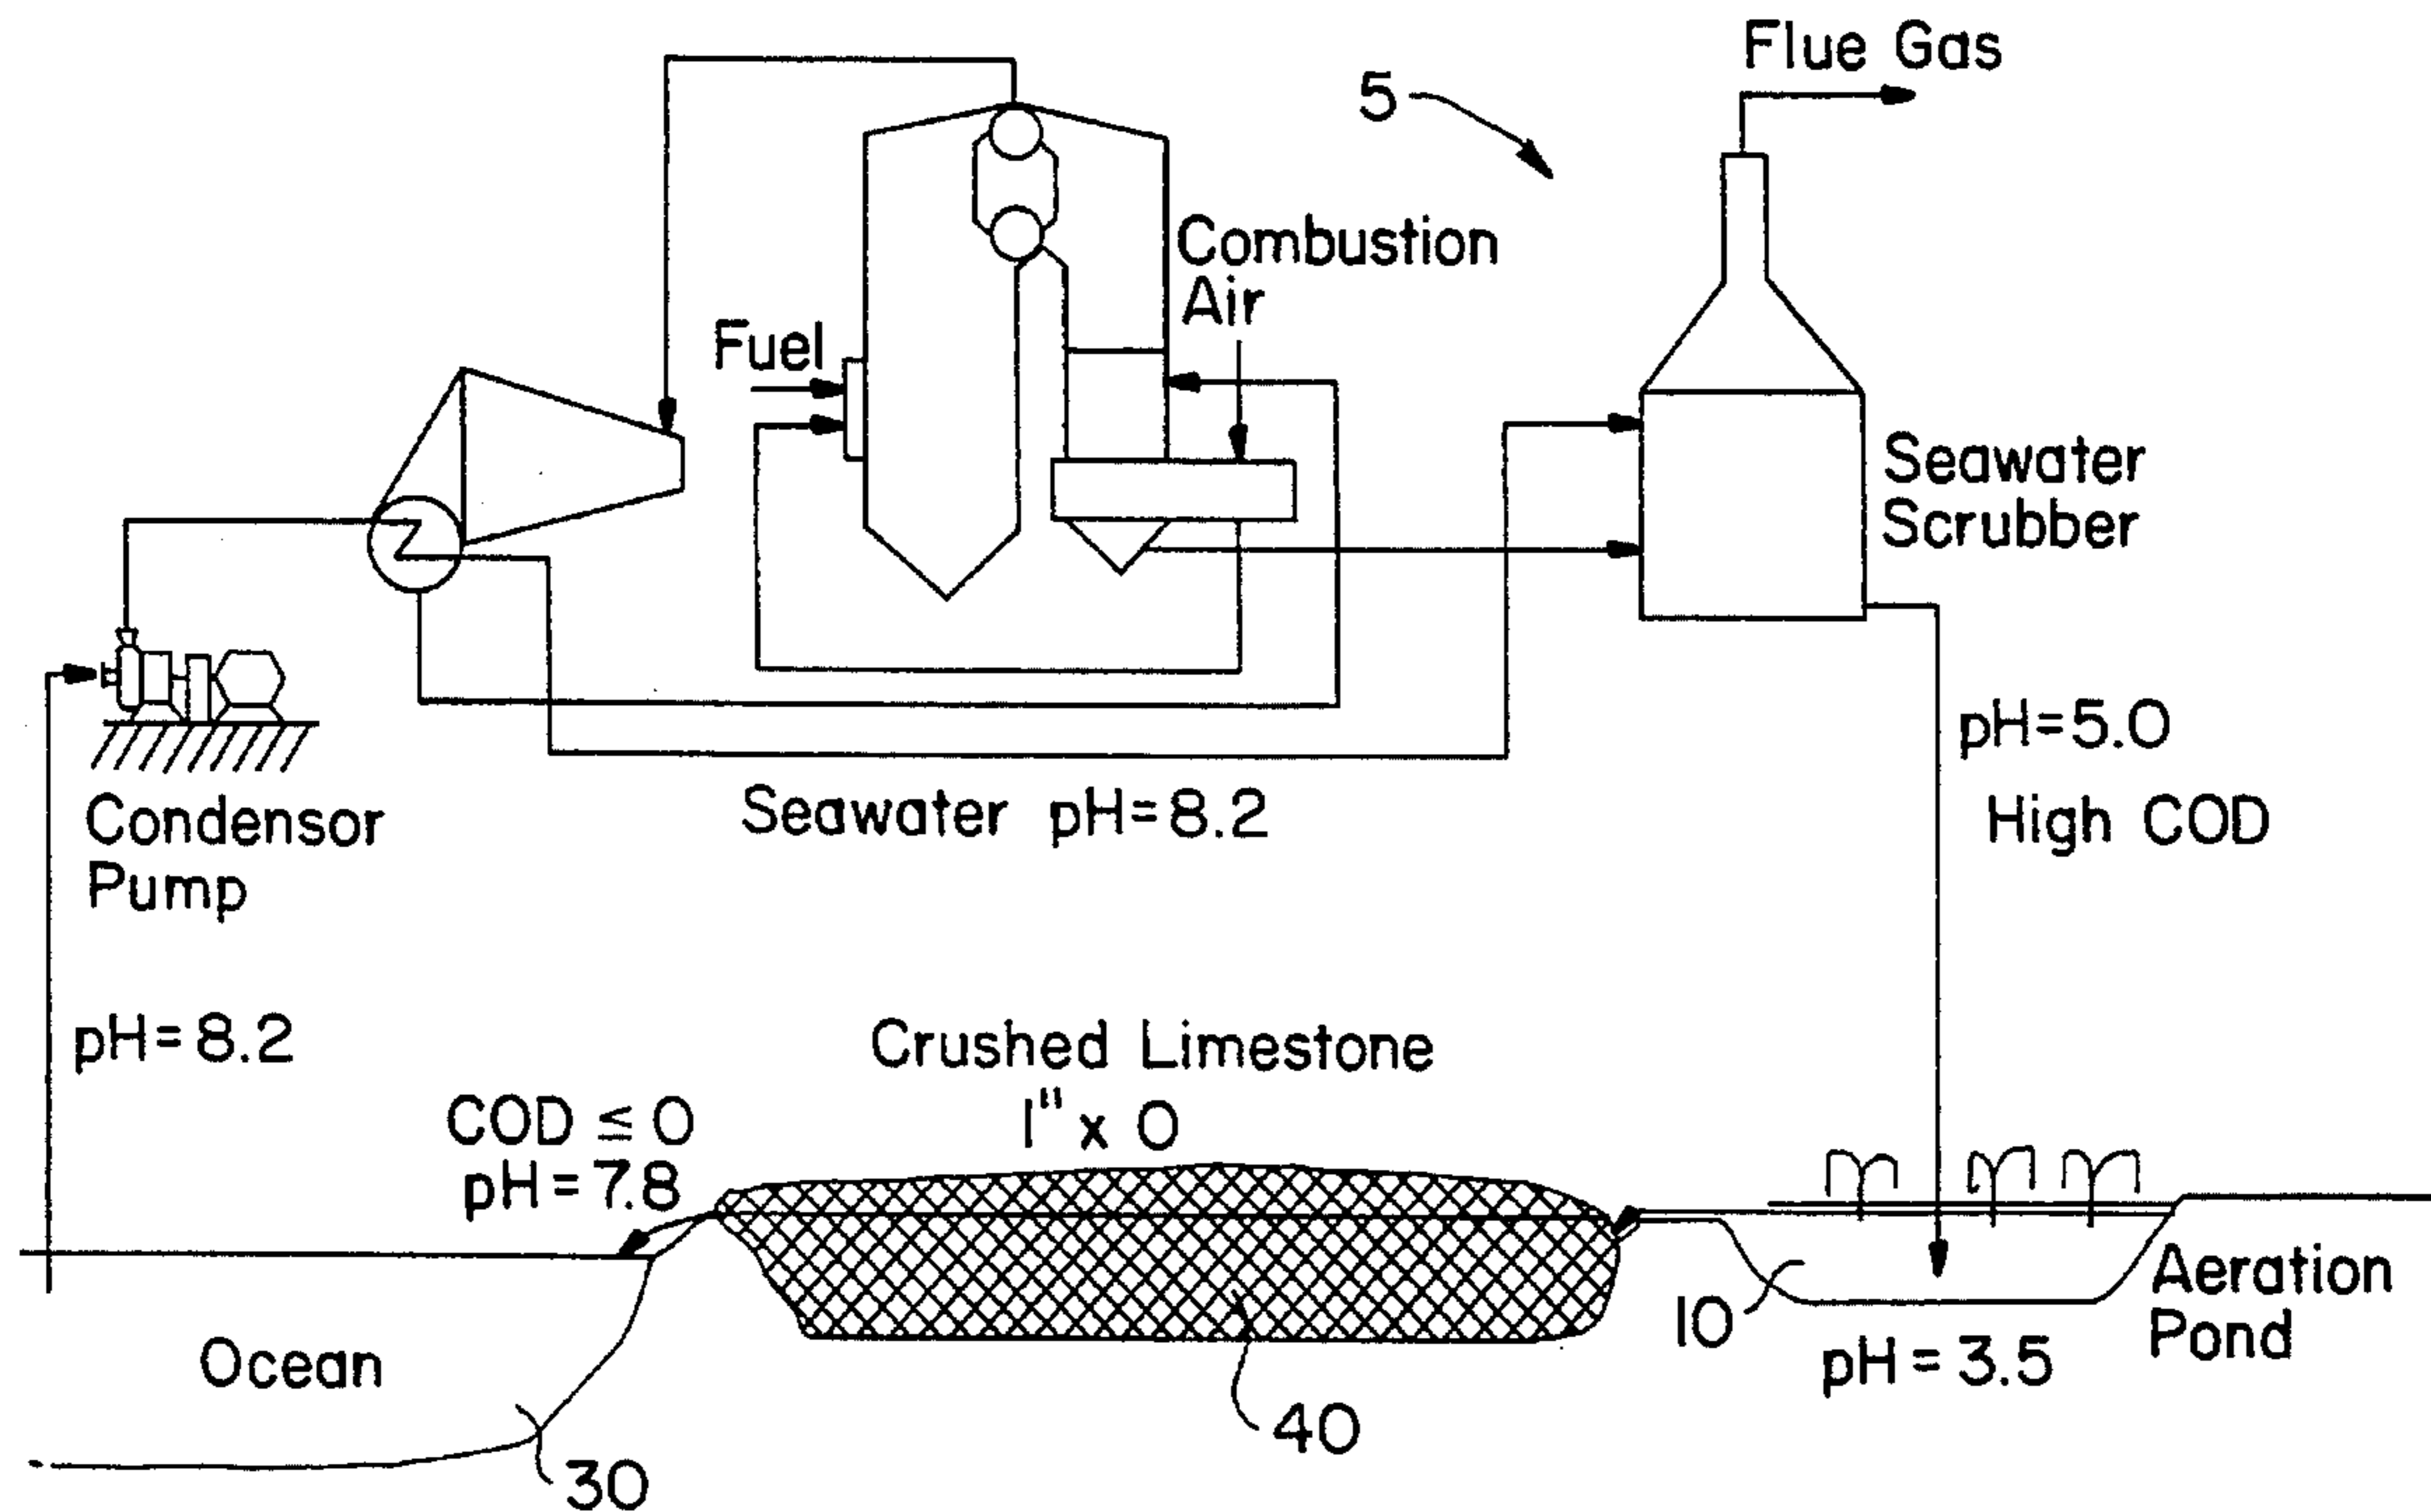 Flue Gas
5
Combustion
Air
Fuel
Seawater
Scrubber
pH=5.0
High COD
Seawater pH=8.2
Condensor
Pump
pH=8.2
Crushed Limestone
1" x 0
COD ≦ 0
pH=7.8
Aeration
Pond
10
pH=3.5
Ocean
40
30